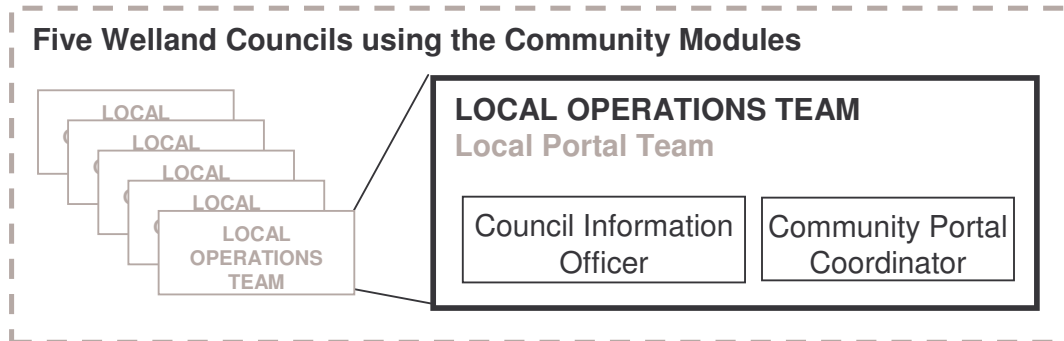 Five Welland Councils using the Community Modules
LOCAL
LOCAL
LOCAL
LOCAL
LOCAL
OPERATIONS
TEAM
LOCAL OPERATIONS TEAM
Local Portal Team
Council Information
Officer
Community Portal
Coordinator